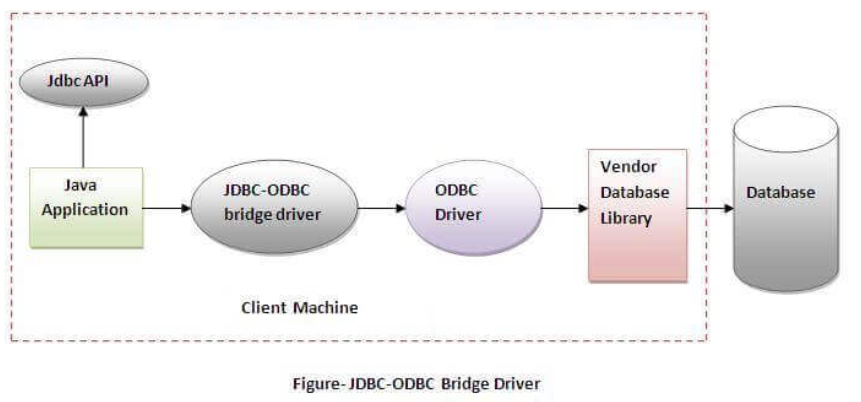 Jdbc API
Java
Application
JDBC-ODBC
bridge driver
ODBC
Driver
Vendor
Database
Library
Database
Client Machine
Figure- JDBC-ODBC Bridge Driver